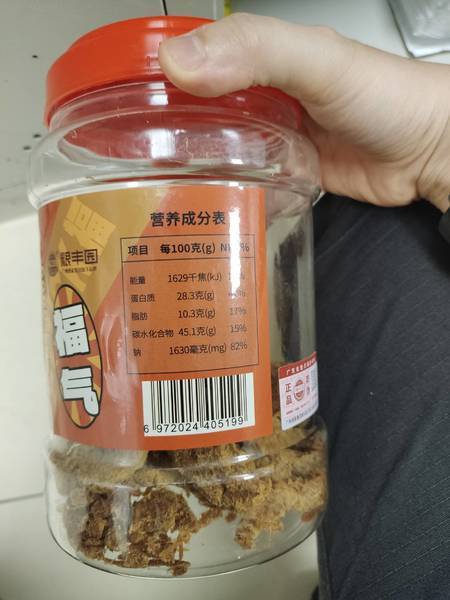 粮丰园
福气
营养成分表
项目 每100克(g) N %
能量 1629千焦(kJ)
蛋白质 28.3克(g)
脂肪 10.3克(g) 17%
碳水化合物 45.1克(g) 15%
钠 1630毫克(mg) 82%
6 972024 405199
正品